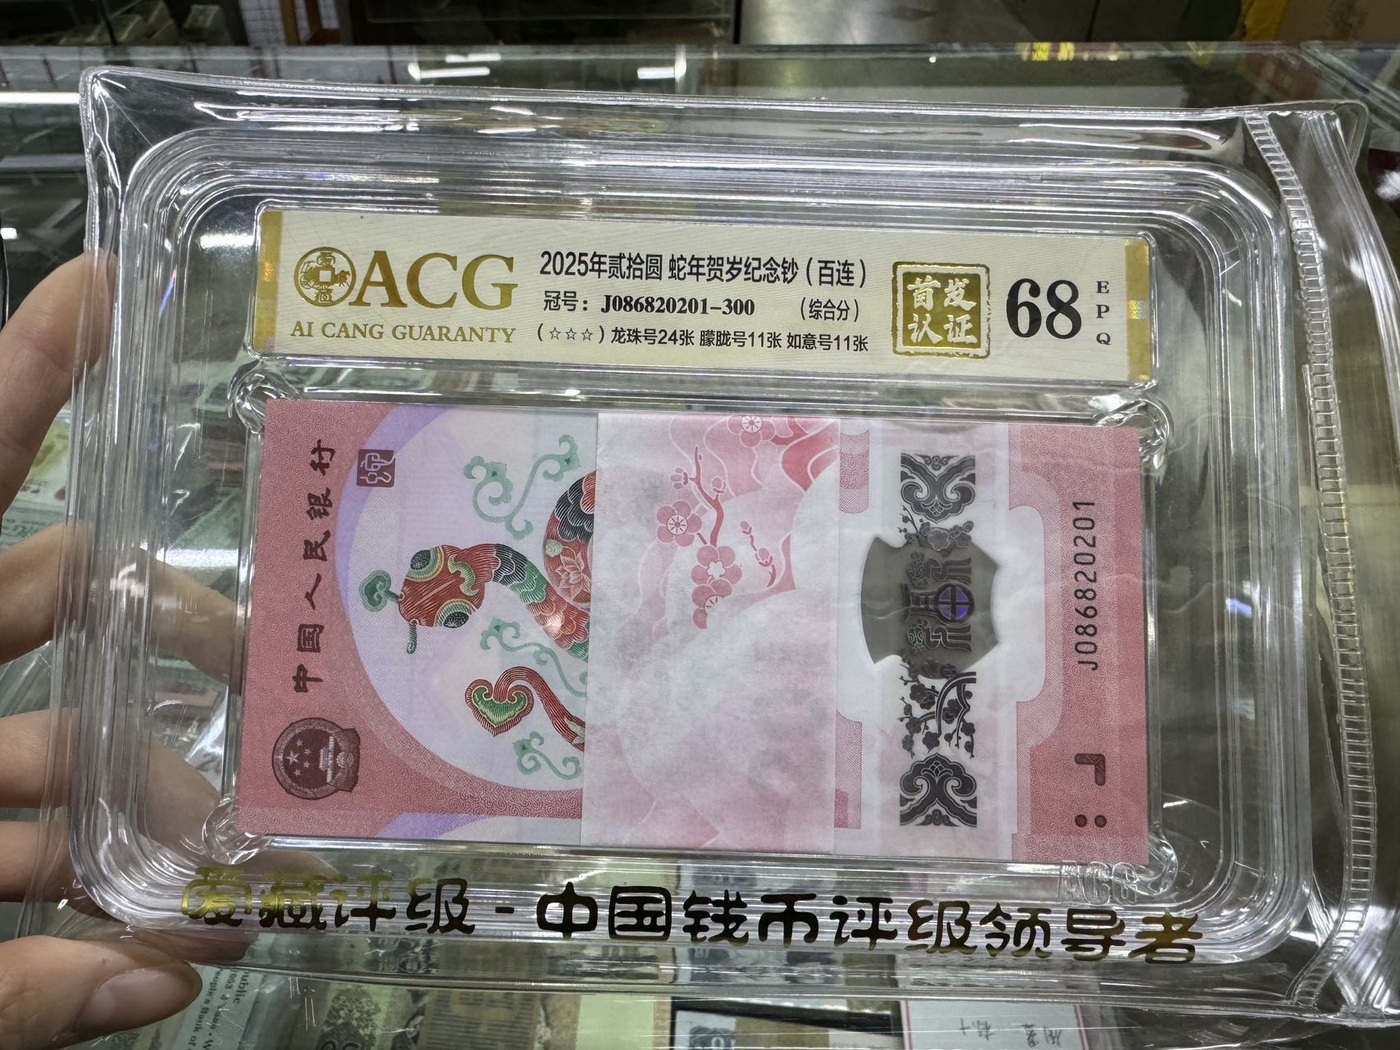 ACG
AI CANG GUARANTY
2025年贰拾圆 蛇年贺岁纪念钞（百连）
冠号：J086820201-300 （综合分）
（☆☆☆）龙珠号24张 朦胧号11张 如意号11张
首发
认证
68
EPQ
中国人民银行
J086820201
爱藏评级-中国钱币评级领导者